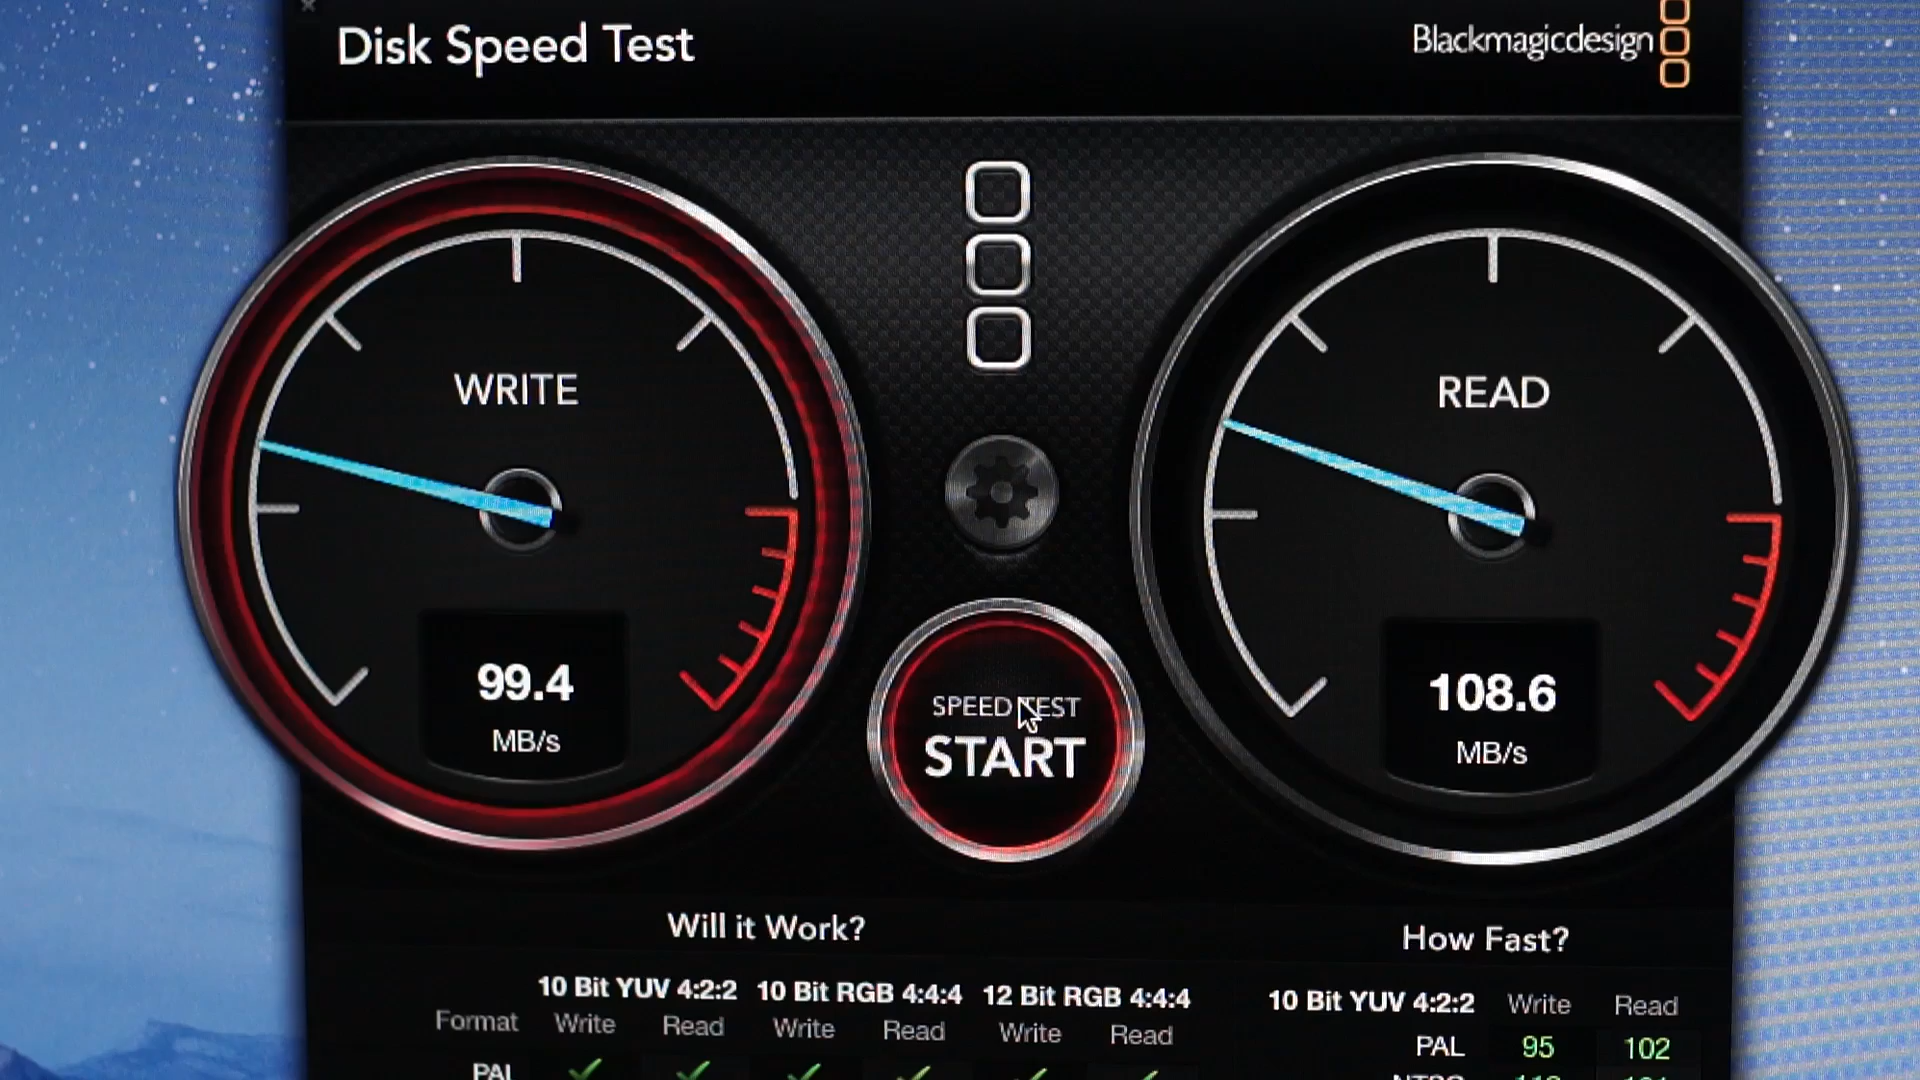 Disk Speed Test
Blackmagicdesign
WRITE
READ
99.4
MB/s
108.6
MB/s
SPEED TEST
START
Will it Work?
How Fast?
10 Bit YUV 4:2:2 10 Bit RGB 4:4:4 12 Bit RGB 4:4:4
Format Write Read Write Read Write Read
PAL
10 Bit YUV 4:2:2 Write Read
PAL 95 102